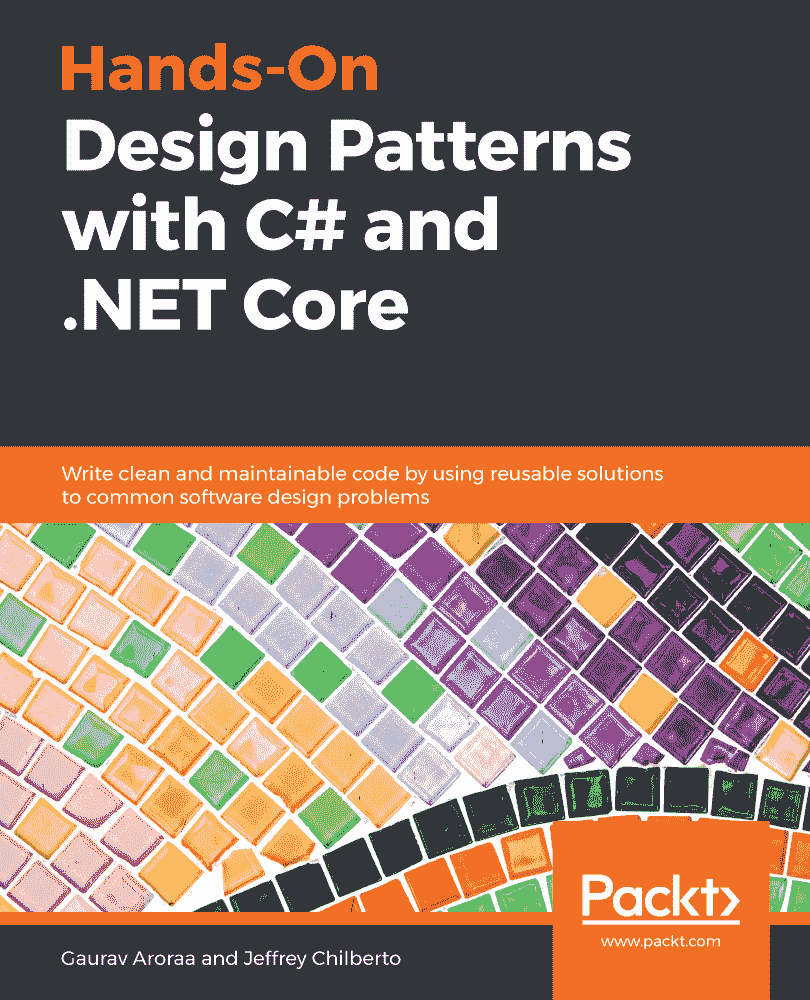 Hands-On
Design Patterns
with C# and
.NET Core
Write clean and maintainable code by using reusable solutions
to common software design problems
Packt>
www.packt.com
Gaurav Aroraa and Jeffrey Chilberto